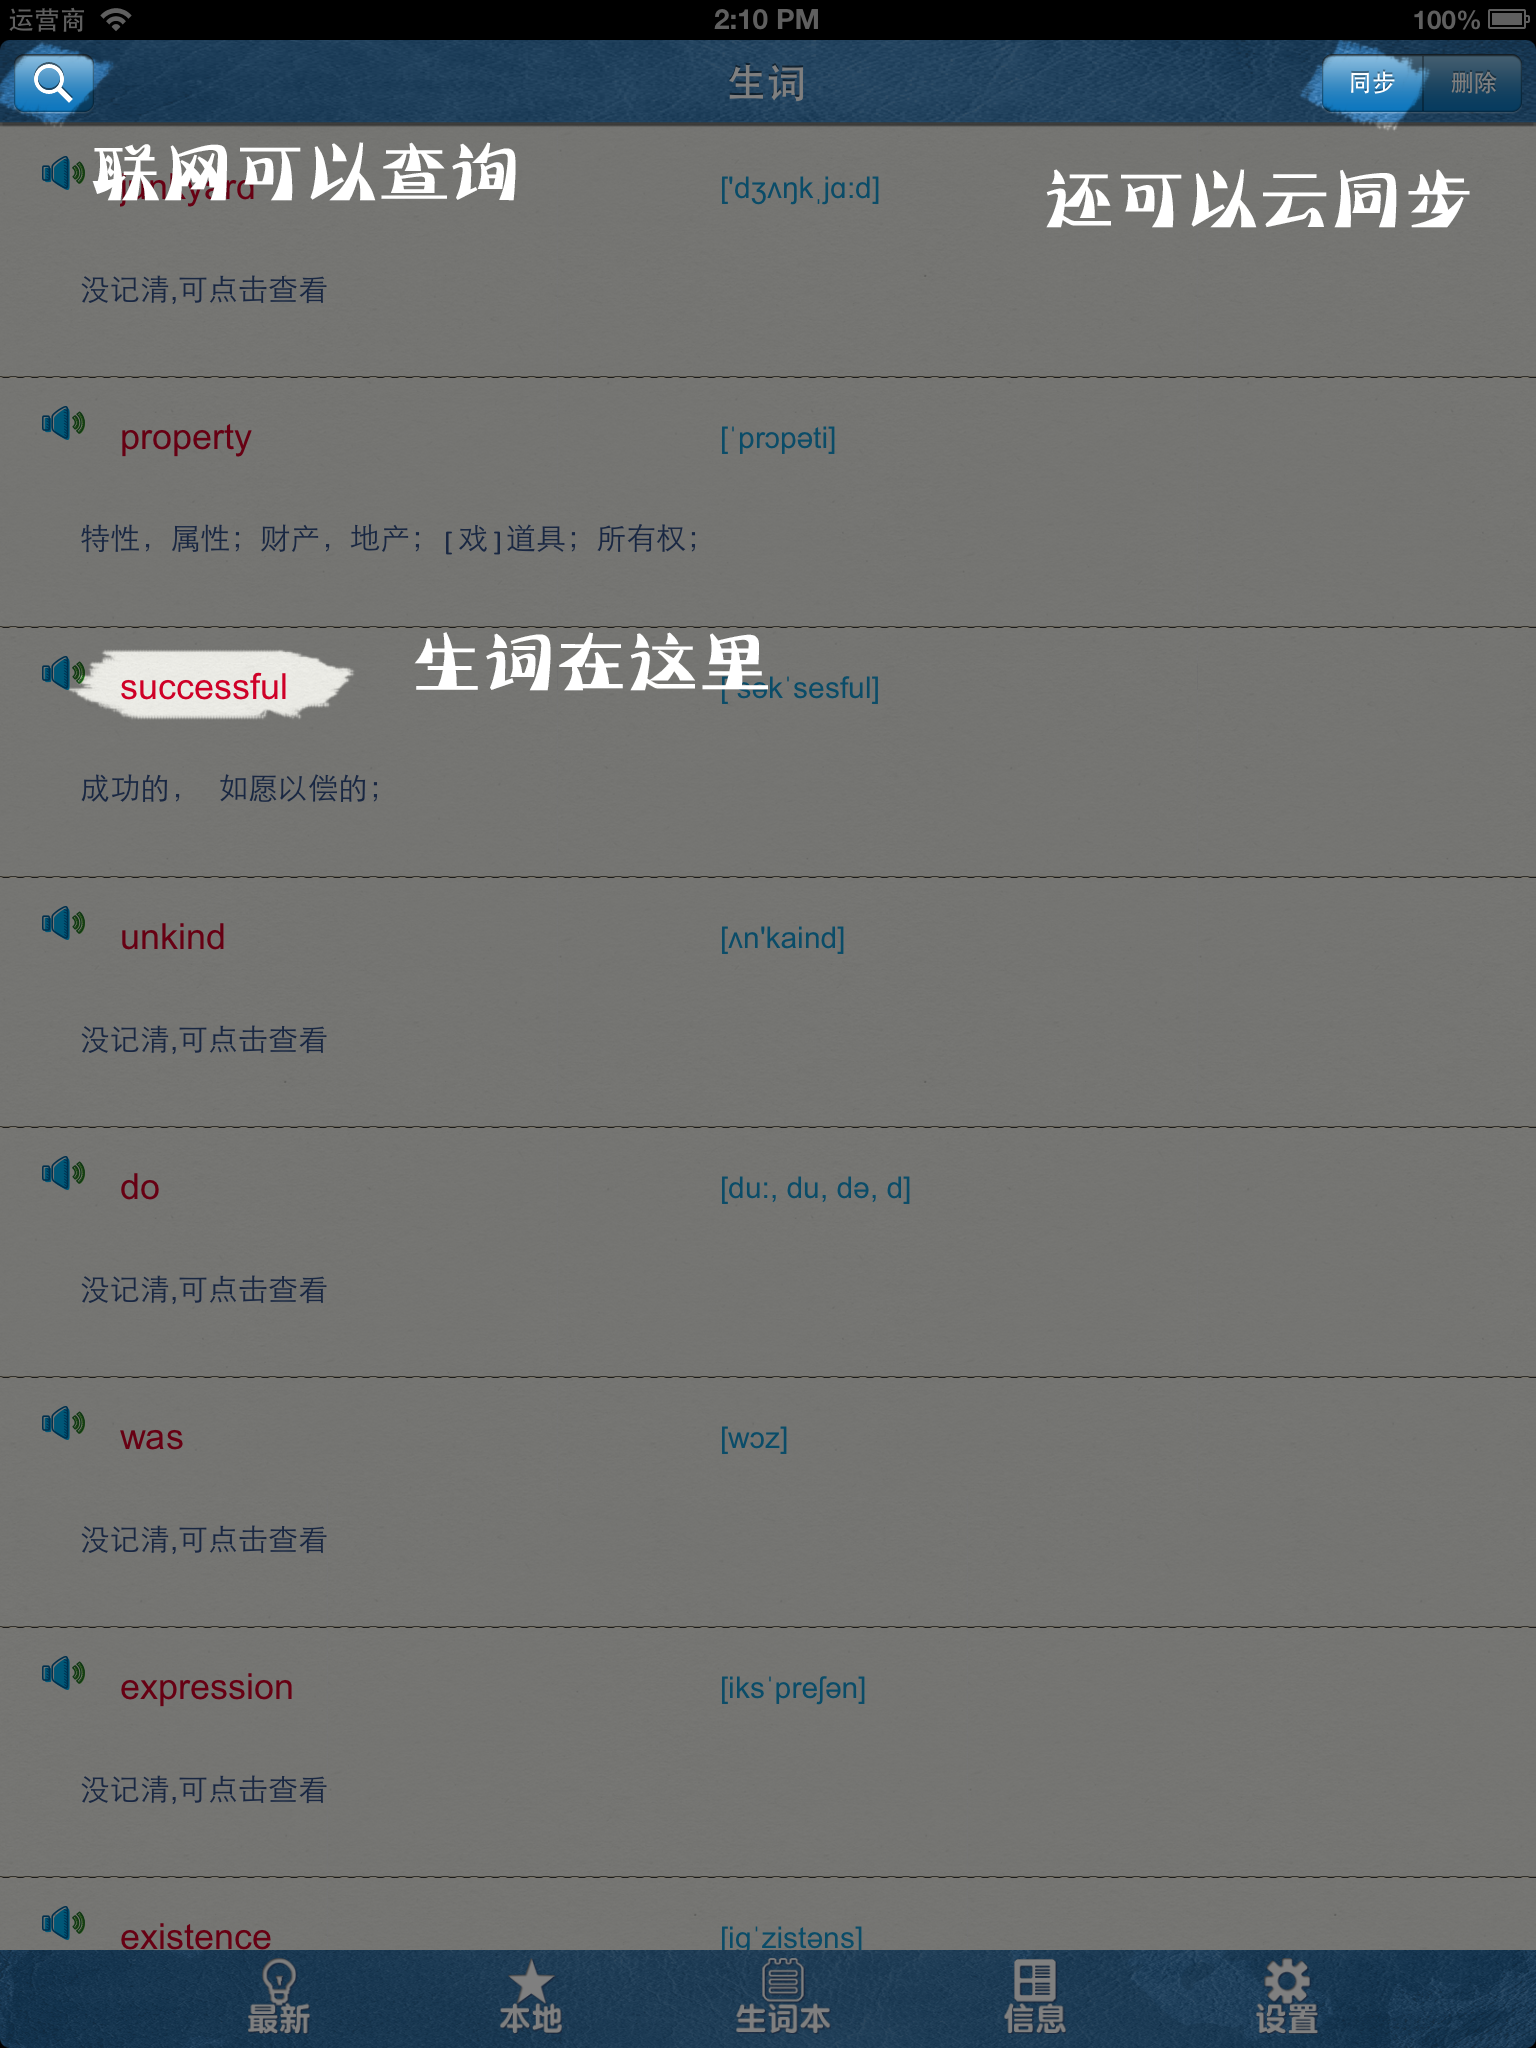 运营商 2:10 PM 100%
生词 同步 删除
联网可以查询
junkyard ['dʒʌŋkˌjɑ:d]
还可以云同步
没记清,可点击查看
property [ˈprɔpəti]
特性，属性；财产，地产；[戏]道具；所有权；
生词在这里
successful [ səkˈsesful]
成功的， 如愿以偿的；
unkind [ʌn'kaind]
没记清,可点击查看
do [du:, du, də, d]
没记清,可点击查看
was [wɔz]
没记清,可点击查看
expression [iksˈpreʃən]
没记清,可点击查看
existence [igˈzistəns]
最新 本地 生词本 信息 设置